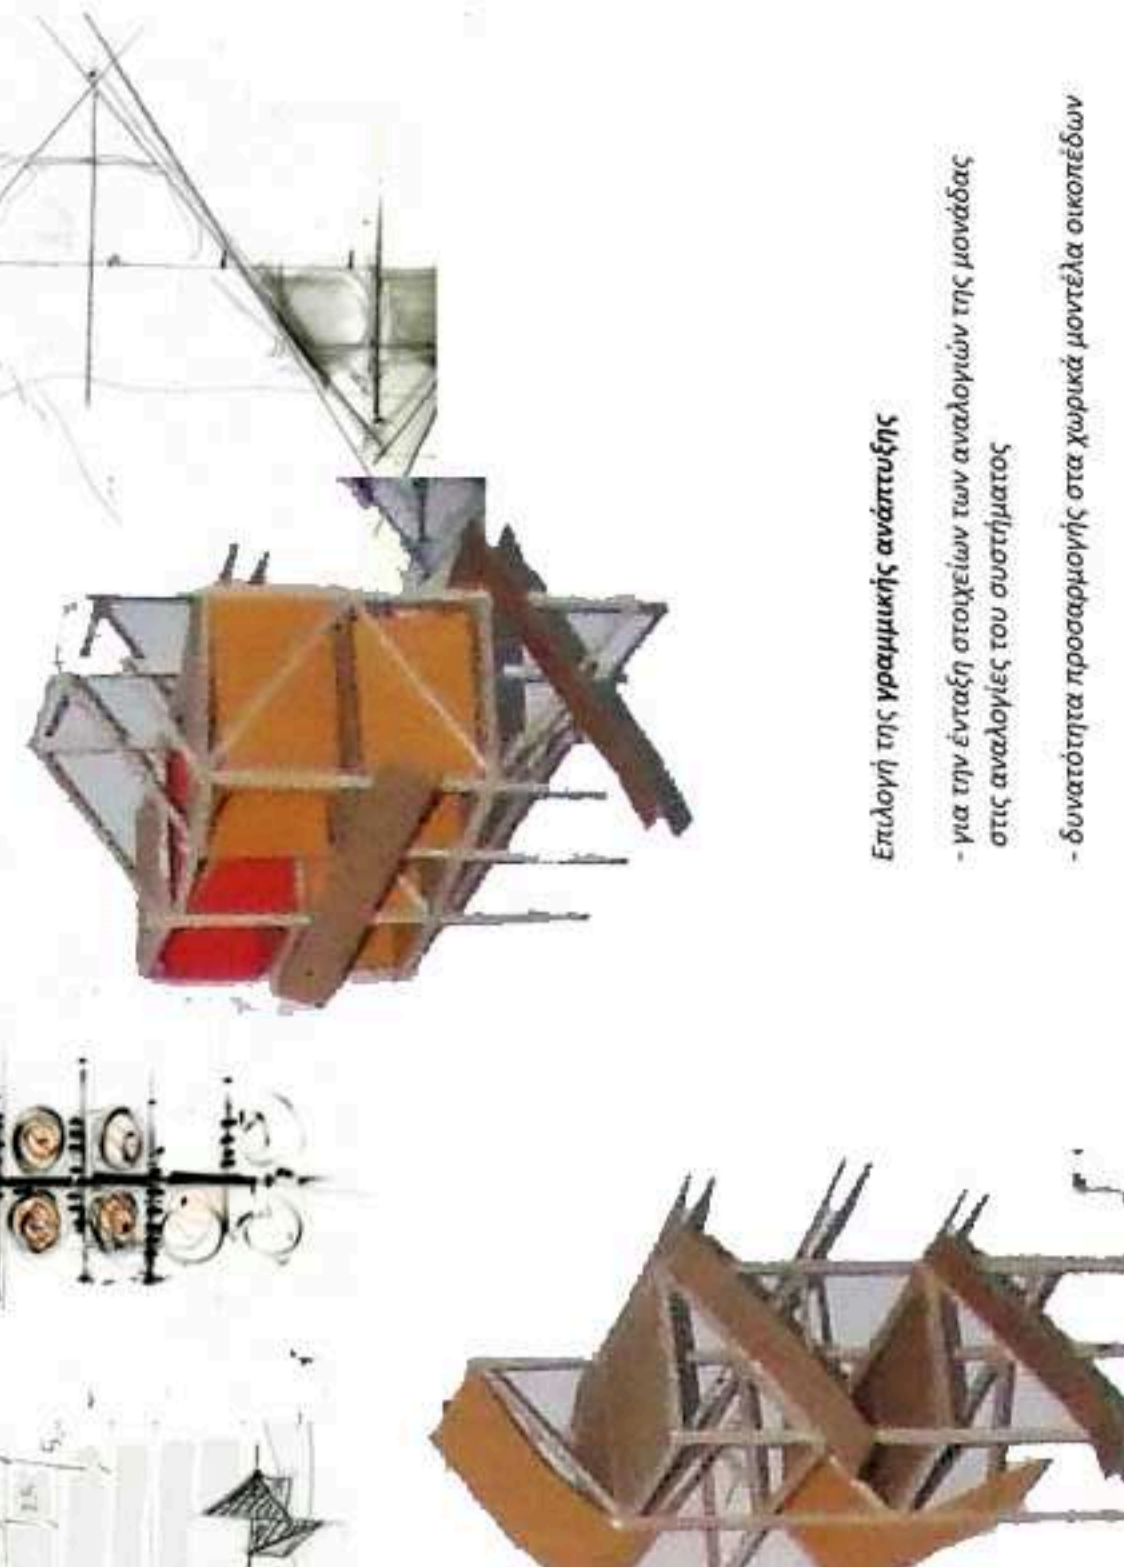 Επιλογή της γραμμικής ανάπτυξης
- για την ένταξη στοιχείων των αναλογιών της μονάδας
στις αναλογίες του συστήματος
- δυνατότητα προσαρμογής στα χωρικά μοντέλα οικοπέδων